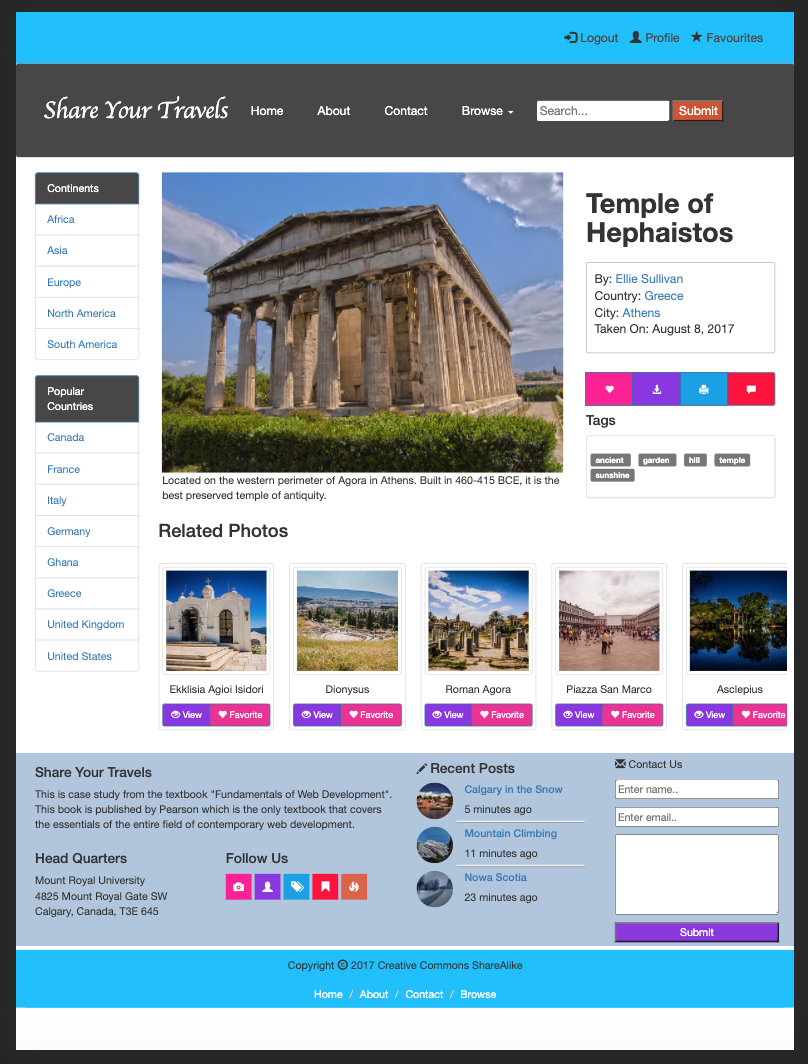 Logout Profile Favourites
Share Your Travels Home About Contact Browse Search... Submit
Continents
Africa
Asia
Europe
North America
South America
Popular
Countries
Canada
France
Italy
Germany
Ghana
Greece
United Kingdom
United States
Located on the western perimeter of Agora in Athens. Built in 460-415 BCE, it is the
best preserved temple of antiquity.
Temple of
Hephaistos
By: Ellie Sullivan
Country: Greece
City: Athens
Taken On: August 8, 2017
Tags
ancient garden hill temple
sunshine
Related Photos
Ekklisia Agioi Isidori
View Favorite
Dionysus
View Favorite
Roman Agora
View Favorite
Piazza San Marco
View Favorite
Asclepius
View Favorite
Share Your Travels
This is case study from the textbook "Fundamentals of Web Development".
This book is published by Pearson which is the only textbook that covers
the essentials of the entire field of contemporary web development.
Head Quarters
Mount Royal University
4825 Mount Royal Gate SW
Calgary, Canada, T3E 645
Follow Us
Recent Posts
Calgary in the Snow
5 minutes ago
Mountain Climbing
11 minutes ago
Nowa Scotia
23 minutes ago
Contact Us
Enter name..
Enter email..
Submit
Copyright © 2017 Creative Commons ShareAlike
Home / About / Contact / Browse